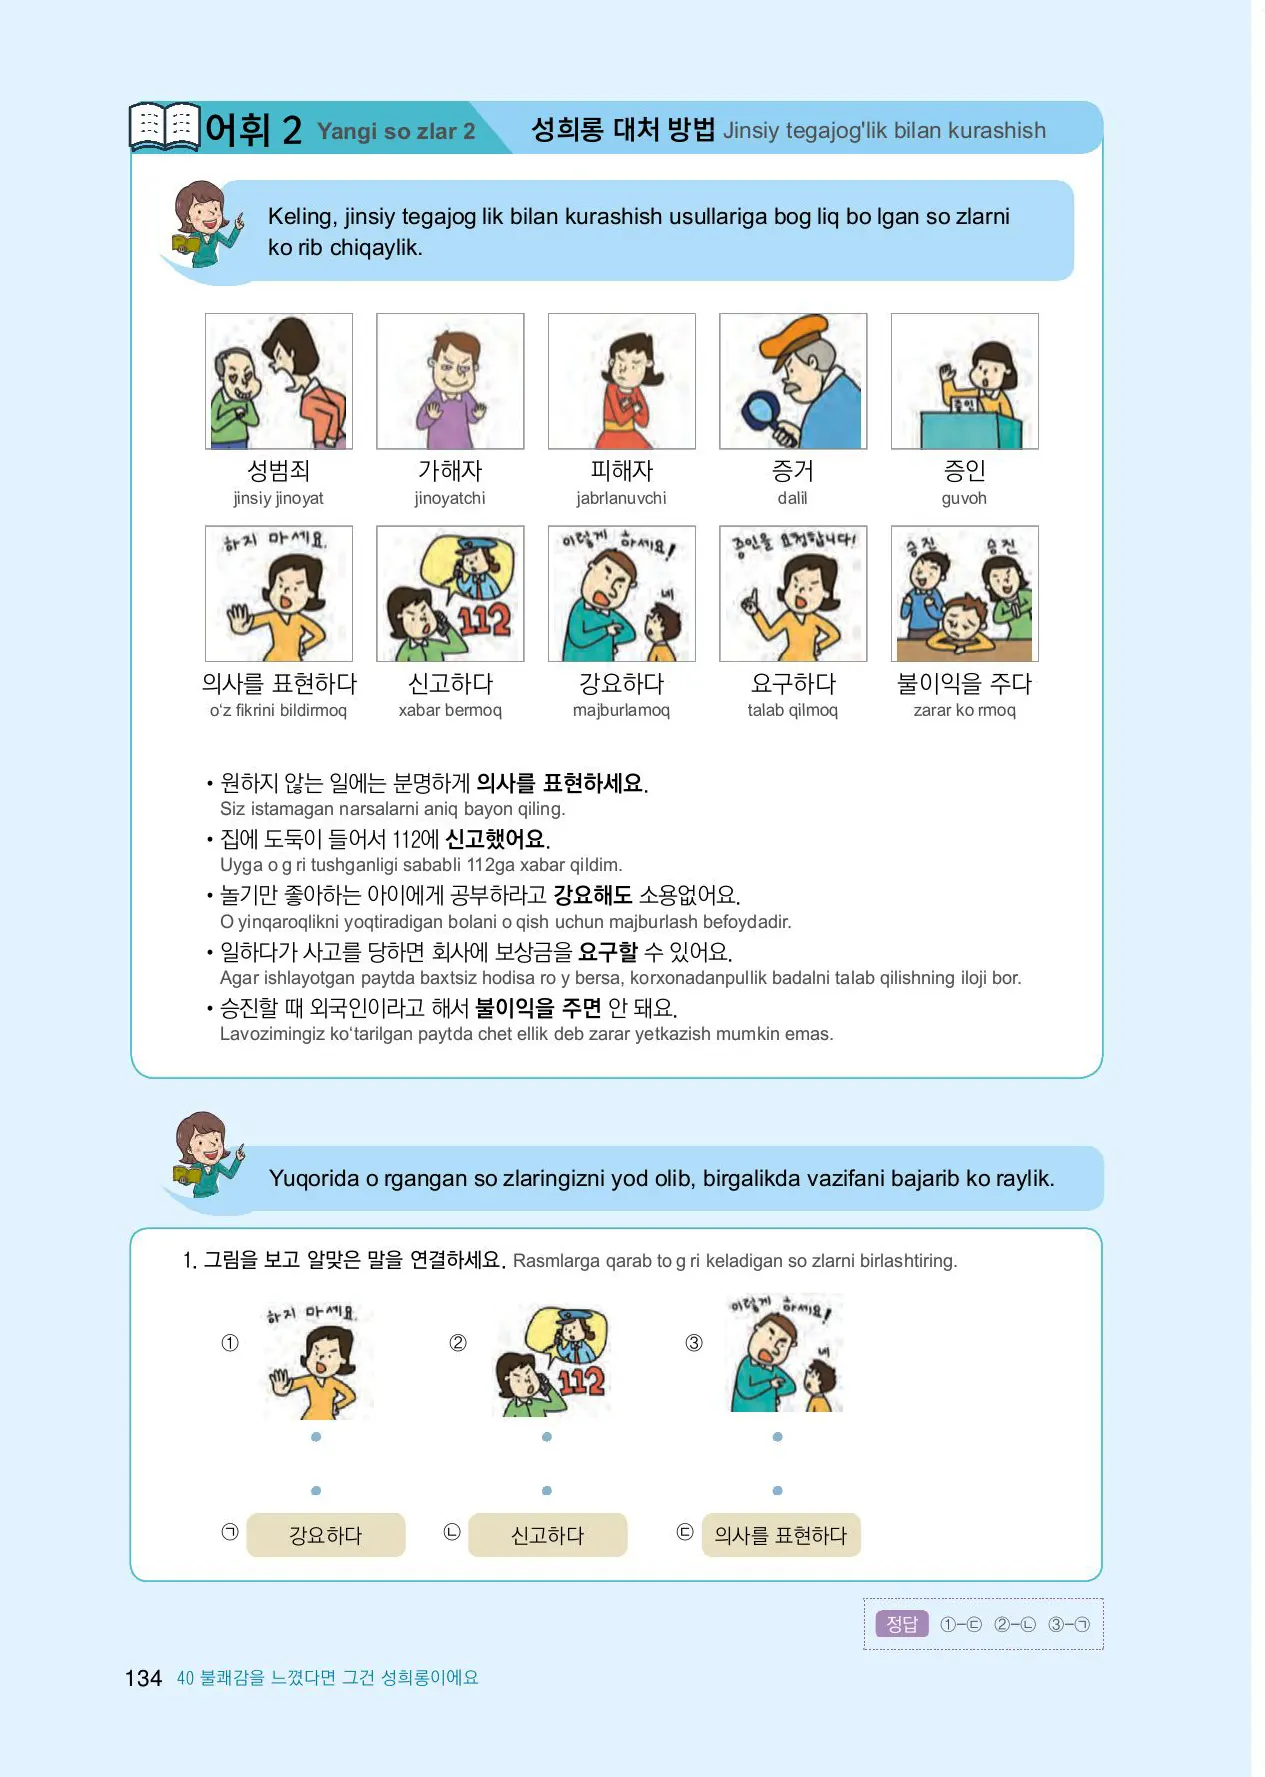 어휘 2 Yangi so zlar 2 성희롱 대처 방법 Jinsiy tegajog'lik bilan kurashish
Keling, jinsiy tegajog lik bilan kurashish usullariga bog liq bo lgan so zlarni
ko rib chiqaylik.
증인
성범죄 가해자 피해자 증거 증인
jinsiy jinoyat jinoyatchi jabrlanuvchi dalil guvoh
하지 마세요. 112 이렇게 하세요! 네 증인을 요청합니다! 승진 승진
의사를 표현하다 신고하다 강요하다 요구하다 불이익을 주다
o‘z fikrini bildirmoq xabar bermoq majburlamoq talab qilmoq zarar ko rmoq
• 원하지 않는 일에는 분명하게 의사를 표현하세요.
Siz istamagan narsalarni aniq bayon qiling.
• 집에 도둑이 들어서 112에 신고했어요.
Uyga o g ri tushganligi sababli 112ga xabar qildim.
• 놀기만 좋아하는 아이에게 공부하라고 강요해도 소용없어요.
O yinqaroqlikni yoqtiradigan bolani o qish uchun majburlash befoydadir.
• 일하다가 사고를 당하면 회사에 보상금을 요구할 수 있어요.
Agar ishlayotgan paytda baxtsiz hodisa ro y bersa, korxonadanpullik badalni talab qilishning iloji bor.
• 승진할 때 외국인이라고 해서 불이익을 주면 안 돼요.
Lavozimingiz ko‘tarilgan paytda chet ellik deb zarar yetkazish mumkin emas.
Yuqorida o rgangan so zlaringizni yod olib, birgalikda vazifani bajarib ko raylik.
1. 그림을 보고 알맞은 말을 연결하세요. Rasmlarga qarab to g ri keladigan so zlarni birlashtiring.
① 하지 마세요. ② 112 ③ 이렇게 하세요! 네
㉠ 강요하다 ㉡ 신고하다 ㉢ 의사를 표현하다
정답 ①-㉢ ②-㉡ ③-㉠
134 40 불쾌감을 느꼈다면 그건 성희롱이에요